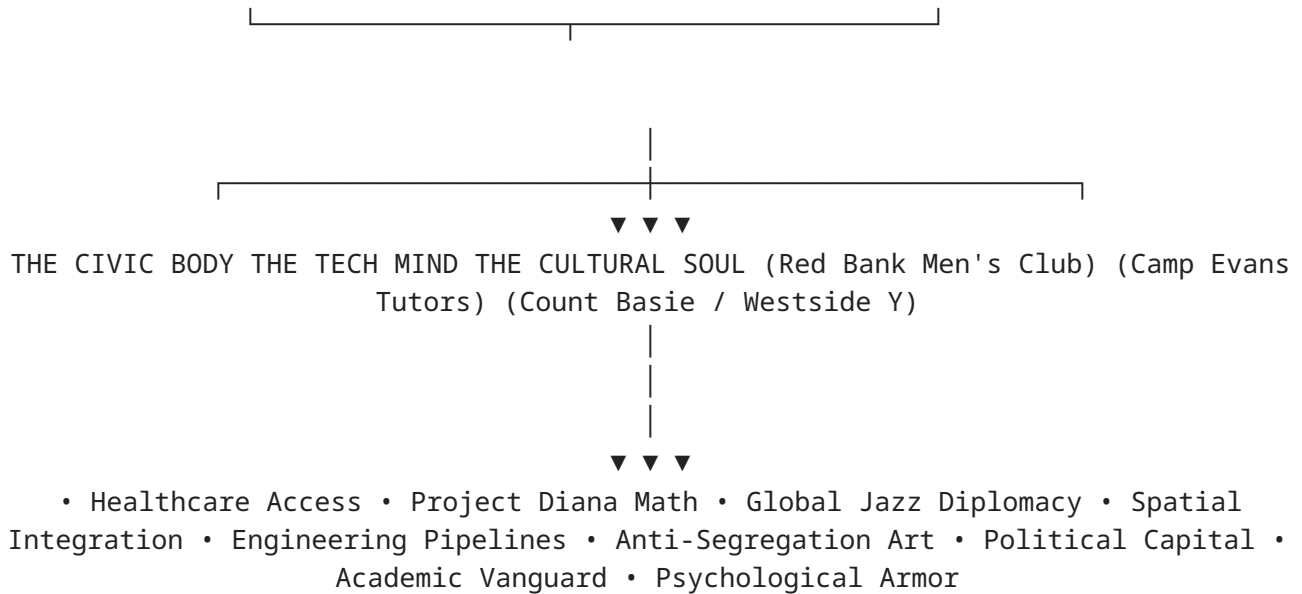 ▼ ▼ ▼
THE CIVIC BODY THE TECH MIND THE CULTURAL SOUL (Red Bank Men's Club) (Camp Evans
Tutors) (Count Basie / Westside Y)
▼ ▼ ▼
• Healthcare Access • Project Diana Math • Global Jazz Diplomacy • Spatial
Integration • Engineering Pipelines • Anti-Segregation Art • Political Capital •
Academic Vanguard • Psychological Armor